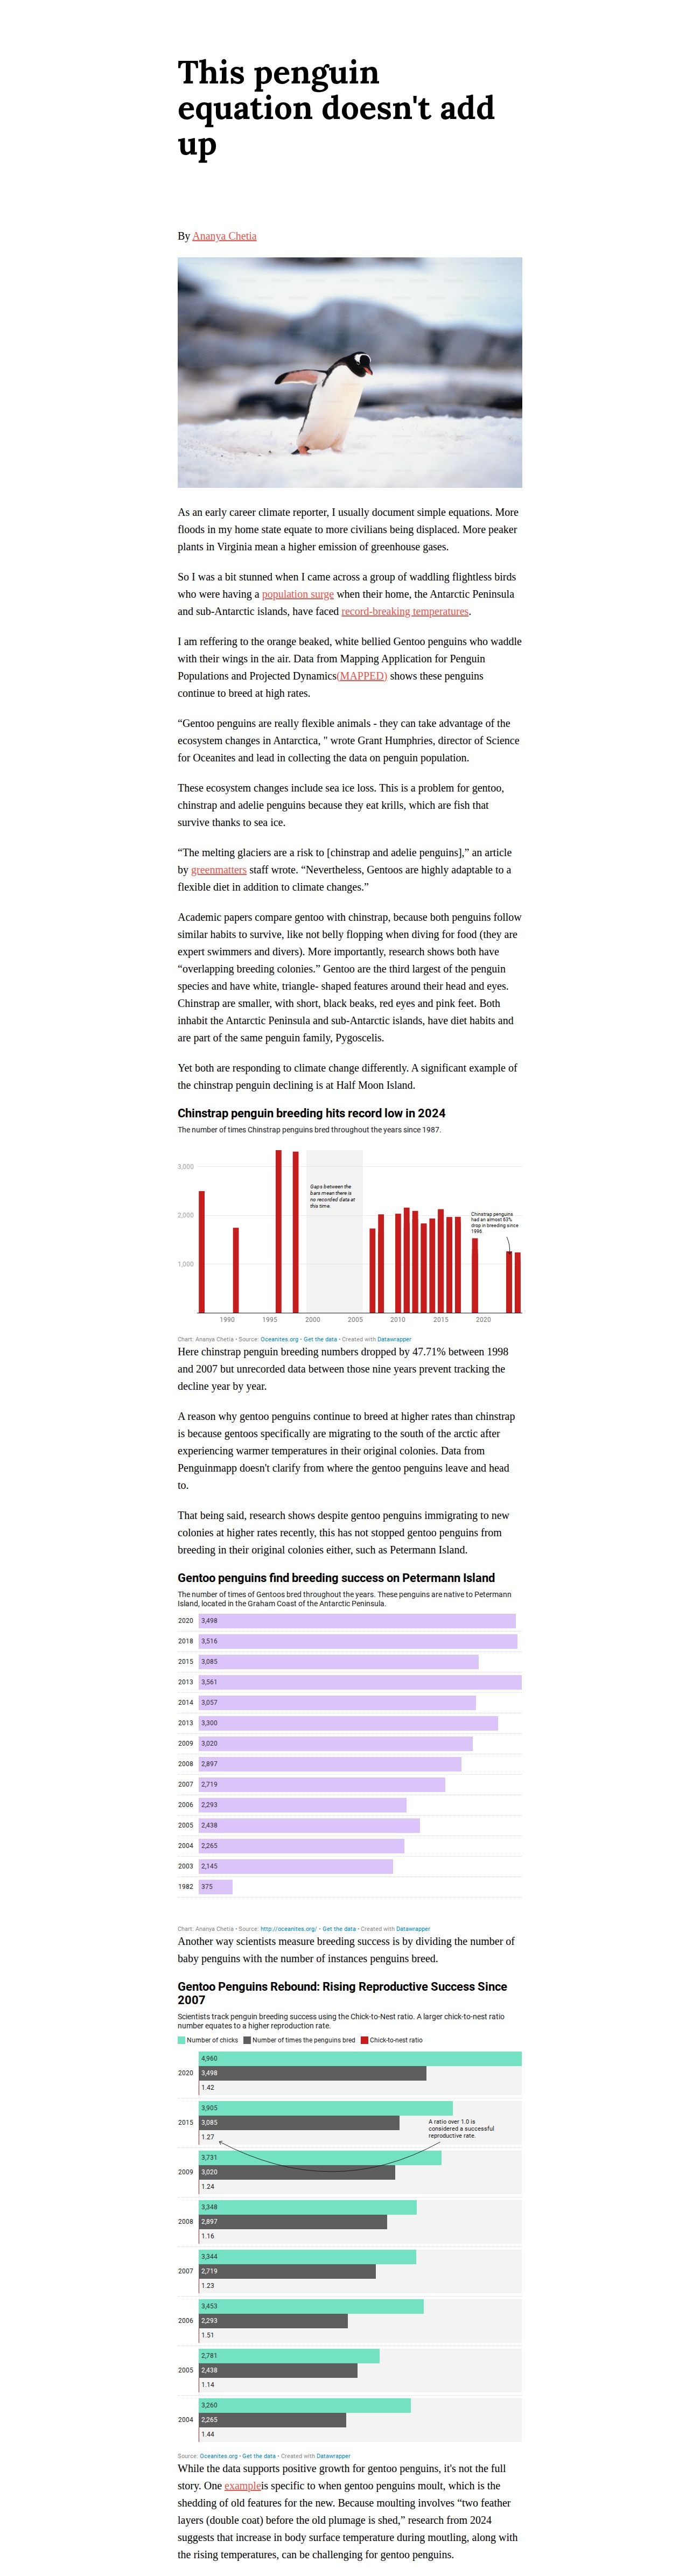 This penguin
equation doesn't add
up
By Ananya Chetia
As an early career climate reporter, I usually document simple equations. More
floods in my home state equate to more civilians being displaced. More peaker
plants in Virginia mean a higher emission of greenhouse gases.
So I was a bit stunned when I came across a group of waddling flightless birds
who were having a population surge when their home, the Antarctic Peninsula
and sub-Antarctic islands, have faced record-breaking temperatures.
I am reffering to the orange beaked, white bellied Gentoo penguins who waddle
with their wings in the air. Data from Mapping Application for Penguin
Populations and Projected Dynamics(MAPPED) shows these penguins
continue to breed at high rates.
“Gentoo penguins are really flexible animals - they can take advantage of the
ecosystem changes in Antarctica, " wrote Grant Humphries, director of Science
for Oceanites and lead in collecting the data on penguin population.
These ecosystem changes include sea ice loss. This is a problem for gentoo,
chinstrap and adelie penguins because they eat krills, which are fish that
survive thanks to sea ice.
“The melting glaciers are a risk to [chinstrap and adelie penguins],” an article
by greenmatters staff wrote. “Nevertheless, Gentoos are highly adaptable to a
flexible diet in addition to climate changes.”
Academic papers compare gentoo with chinstrap, because both penguins follow
similar habits to survive, like not belly flopping when diving for food (they are
expert swimmers and divers). More importantly, research shows both have
“overlapping breeding colonies.” Gentoo are the third largest of the penguin
species and have white, triangle- shaped features around their head and eyes.
Chinstrap are smaller, with short, black beaks, red eyes and pink feet. Both
inhabit the Antarctic Peninsula and sub-Antarctic islands, have diet habits and
are part of the same penguin family, Pygoscelis.
Yet both are responding to climate change differently. A significant example of
the chinstrap penguin declining is at Half Moon Island.
Chinstrap penguin breeding hits record low in 2024
The number of times Chinstrap penguins bred throughout the years since 1987.
3,000
2,000
1,000
Gaps between the
bars mean there is
no recorded data at
this time.
Chinstrap penguins
had an almost 63%
drop in breeding since
1996.
1990 1995 2000 2005 2010 2015 2020
Chart: Ananya Chetia • Source: Oceanites.org • Get the data • Created with Datawrapper
Here chinstrap penguin breeding numbers dropped by 47.71% between 1998
and 2007 but unrecorded data between those nine years prevent tracking the
decline year by year.
A reason why gentoo penguins continue to breed at higher rates than chinstrap
is because gentoos specifically are migrating to the south of the arctic after
experiencing warmer temperatures in their original colonies. Data from
Penguinmapp doesn't clarify from where the gentoo penguins leave and head
to.
That being said, research shows despite gentoo penguins immigrating to new
colonies at higher rates recently, this has not stopped gentoo penguins from
breeding in their original colonies either, such as Petermann Island.
Gentoo penguins find breeding success on Petermann Island
The number of times of Gentoos bred throughout the years. These penguins are native to Petermann
Island, located in the Graham Coast of the Antarctic Peninsula.
2020 3,498
2018 3,516
2015 3,085
2013 3,561
2014 3,057
2013 3,300
2009 3,020
2008 2,897
2007 2,719
2006 2,293
2005 2,438
2004 2,265
2003 2,145
1982 375
Chart: Ananya Chetia • Source: http://oceanites.org/ • Get the data • Created with Datawrapper
Another way scientists measure breeding success is by dividing the number of
baby penguins with the number of instances penguins breed.
Gentoo Penguins Rebound: Rising Reproductive Success Since
2007
Scientists track penguin breeding success using the Chick-to-Nest ratio. A larger chick-to-nest ratio
number equates to a higher reproduction rate.
Number of chicks Number of times the penguins bred Chick-to-nest ratio
4,960
2020 3,498
1.42
3,905
2015 3,085
1.27
A ratio over 1.0 is
considered a successful
reproductive rate.
3,731
2009 3,020
1.24
3,348
2008 2,897
1.16
3,344
2007 2,719
1.23
3,453
2006 2,293
1.51
2,781
2005 2,438
1.14
3,260
2004 2,265
1.44
Source: Oceanites.org • Get the data • Created with Datawrapper
While the data supports positive growth for gentoo penguins, it's not the full
story. One exampleis specific to when gentoo penguins moult, which is the
shedding of old features for the new. Because moulting involves “two feather
layers (double coat) before the old plumage is shed,” research from 2024
suggests that increase in body surface temperature during moutling, along with
the rising temperatures, can be challenging for gentoo penguins.